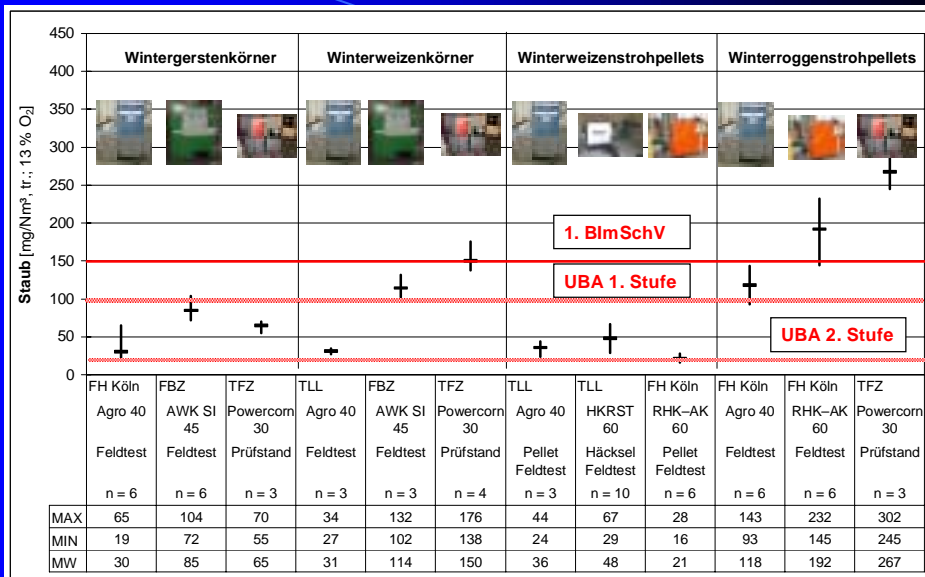 450
400
350
300
250
200
150
100
50
0
Staub [mg/Nm³, tr.; 13 % O₂]
Wintergerstenkörner Winterweizenkörner Winterweizenstrohpellets Winterroggenstrohpellets
1. BImSchV
UBA 1. Stufe
UBA 2. Stufe
FH Köln FBZ TFZ TLL FBZ TFZ TLL TLL FH Köln FH Köln FH Köln TFZ
Agro 40 AWK SI Powercorn Agro 40 AWK SI Powercorn Agro 40 HKRST RHK–AK Agro 40 RHK–AK Powercorn
45 30 45 30 60 60 60 30
Feldtest Feldtest Prüfstand Feldtest Feldtest Prüfstand Pellet Häcksel Pellet Feldtest Feldtest Prüfstand
Feldtest Feldtest Feldtest
n = 6 n = 6 n = 3 n = 3 n = 3 n = 4 n = 3 n = 10 n = 6 n = 6 n = 6 n = 3
MAX 65 104 70 34 132 176 44 67 28 143 232 302
MIN 19 72 55 27 102 138 24 29 16 93 145 245
MW 30 85 65 31 114 150 36 48 21 118 192 267